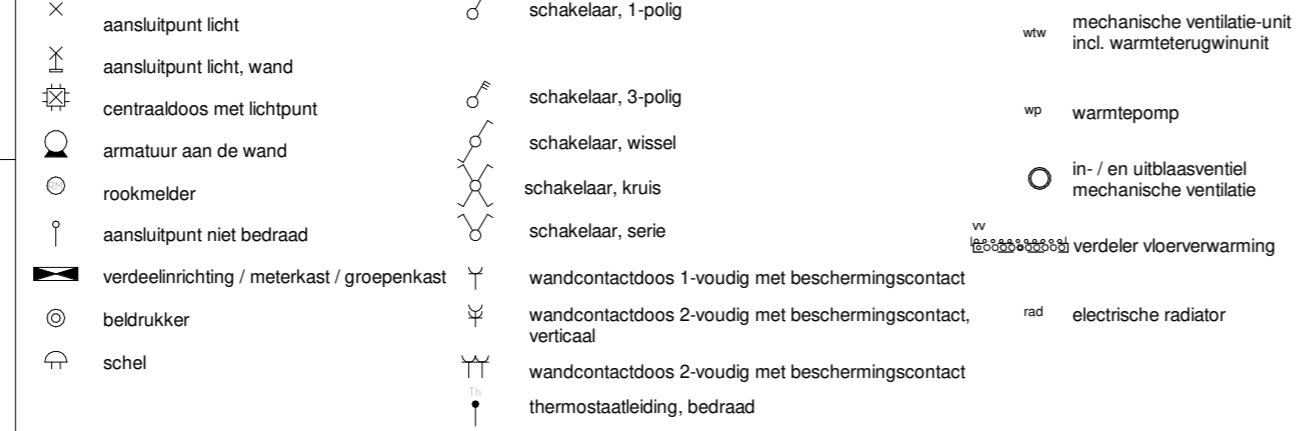 aansluitpunt licht
aansluitpunt licht, wand
centraaldoos met lichtpunt
armatuur aan de wand
RM
rookmelder
aansluitpunt niet bedraad
verdeelinrichting / meterkast / groepenkast
beldrukker
schel
schakelaar, 1-polig
schakelaar, 3-polig
schakelaar, wissel
schakelaar, kruis
schakelaar, serie
wandcontactdoos 1-voudig met beschermingscontact
wandcontactdoos 2-voudig met beschermingscontact,
verticaal
wandcontactdoos 2-voudig met beschermingscontact
Th
thermostaatleiding, bedraad
wtw
mechanische ventilatie-unit
incl. warmteterugwinunit
wp
warmtepomp
in- / en uitblaasventiel
mechanische ventilatie
vv
verdeler vloerverwarming
rad
electrische radiator